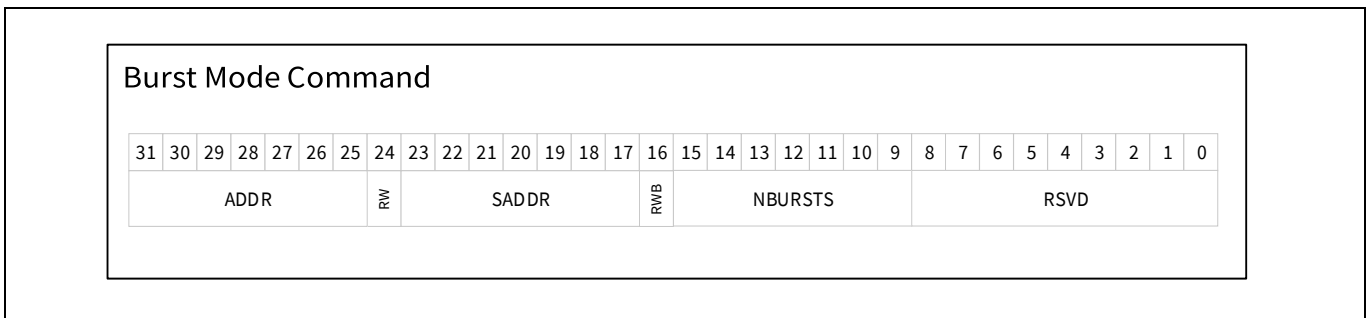 Burst Mode Command
31 30 29 28 27 26 25 24 23 22 21 20 19 18 17 16 15 14 13 12 11 10 9 8 7 6 5 4 3 2 1 0
ADDR RW SADDR RWB NBURSTS RSVD